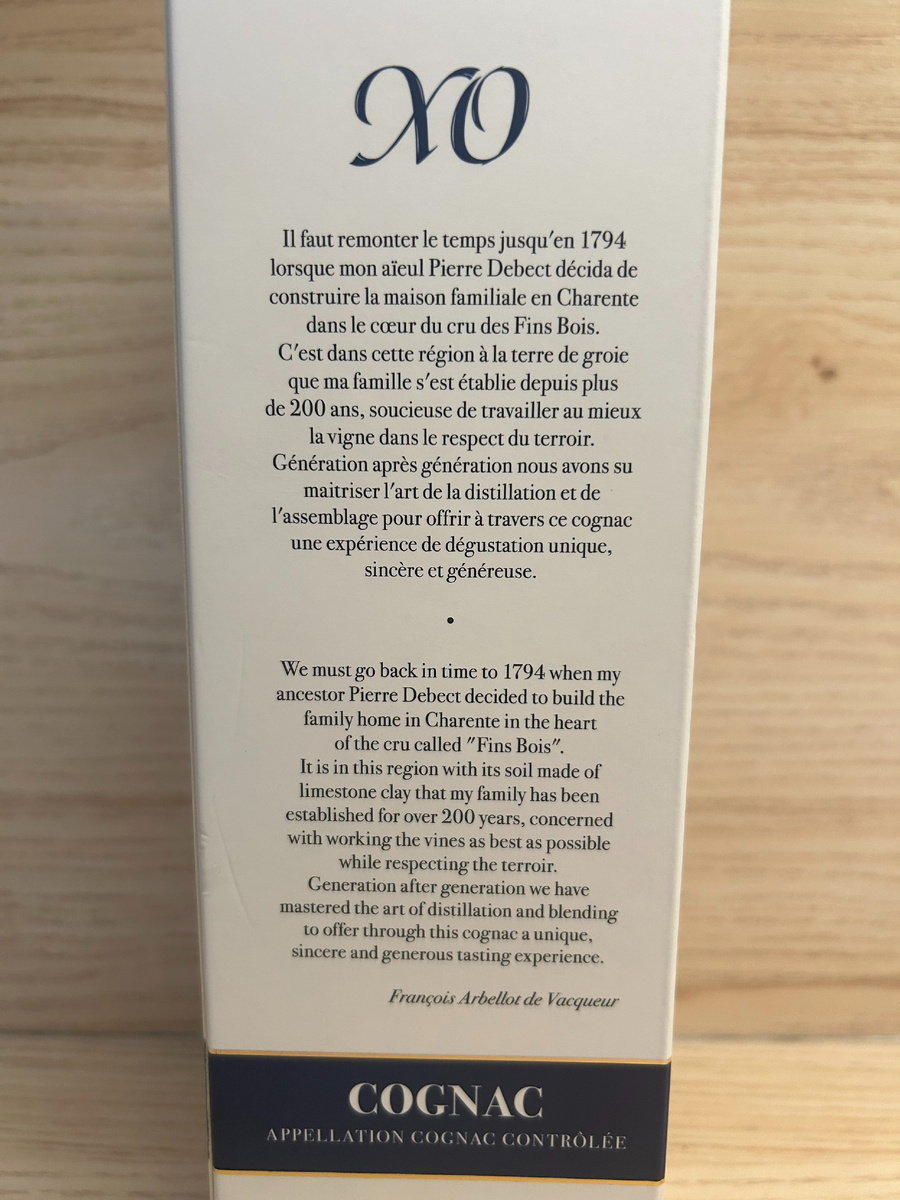 XO
Il faut remonter le temps jusqu'en 1794
lorsque mon aïeul Pierre Debect décida de
construire la maison familiale en Charente
dans le cœur du cru des Fins Bois.
C'est dans cette région à la terre de groie
que ma famille s'est établie depuis plus
de 200 ans, soucieuse de travailler au mieux
la vigne dans le respect du terroir.
Génération après génération nous avons su
maitriser l'art de la distillation et de
l'assemblage pour offrir à travers ce cognac
une expérience de dégustation unique,
sincère et généreuse.
•
We must go back in time to 1794 when my
ancestor Pierre Debect decided to build the
family home in Charente in the heart
of the cru called "Fins Bois".
It is in this region with its soil made of
limestone clay that my family has been
established for over 200 years, concerned
with working the vines as best as possible
while respecting the terroir.
Generation after generation we have
mastered the art of distillation and blending
to offer through this cognac a unique,
sincere and generous tasting experience.
François Arbellot de Vacqueur
COGNAC
APPELLATION COGNAC CONTRÔLÉE